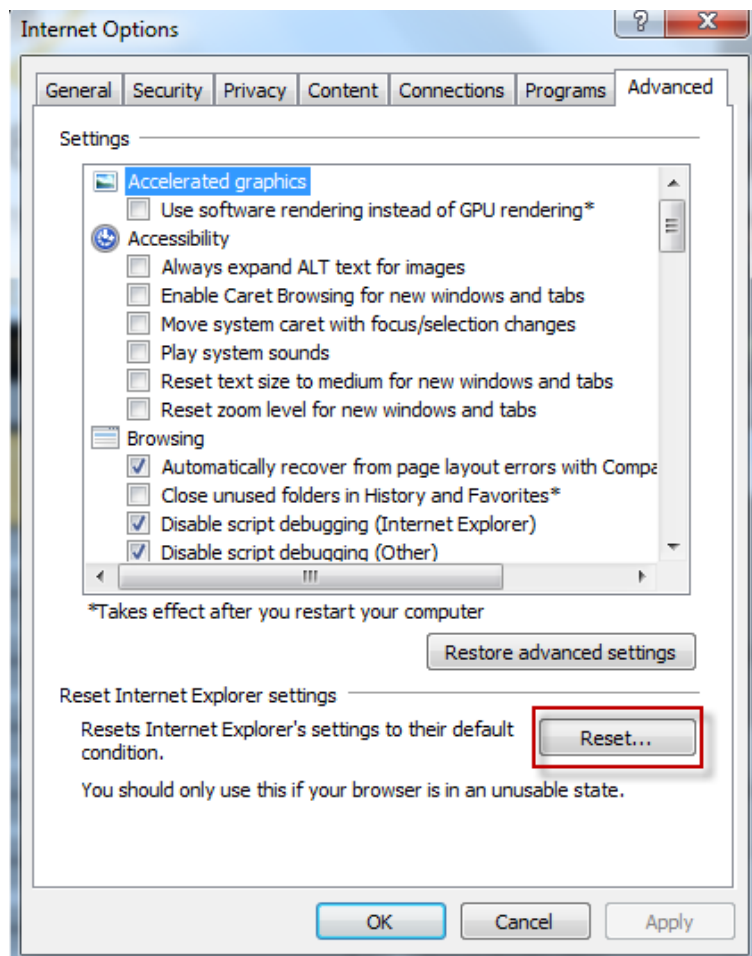 Internet Options
General Security Privacy Content Connections Programs Advanced
Settings
Accelerated graphics
Use software rendering instead of GPU rendering*
Accessibility
Always expand ALT text for images
Enable Caret Browsing for new windows and tabs
Move system caret with focus/selection changes
Play system sounds
Reset text size to medium for new windows and tabs
Reset zoom level for new windows and tabs
Browsing
Automatically recover from page layout errors with Compa
Close unused folders in History and Favorites*
Disable script debugging (Internet Explorer)
Disable script debugging (Other)
*Takes effect after you restart your computer
Restore advanced settings
Reset Internet Explorer settings
Resets Internet Explorer's settings to their default
condition.
Reset...
You should only use this if your browser is in an unusable state.
OK Cancel Apply